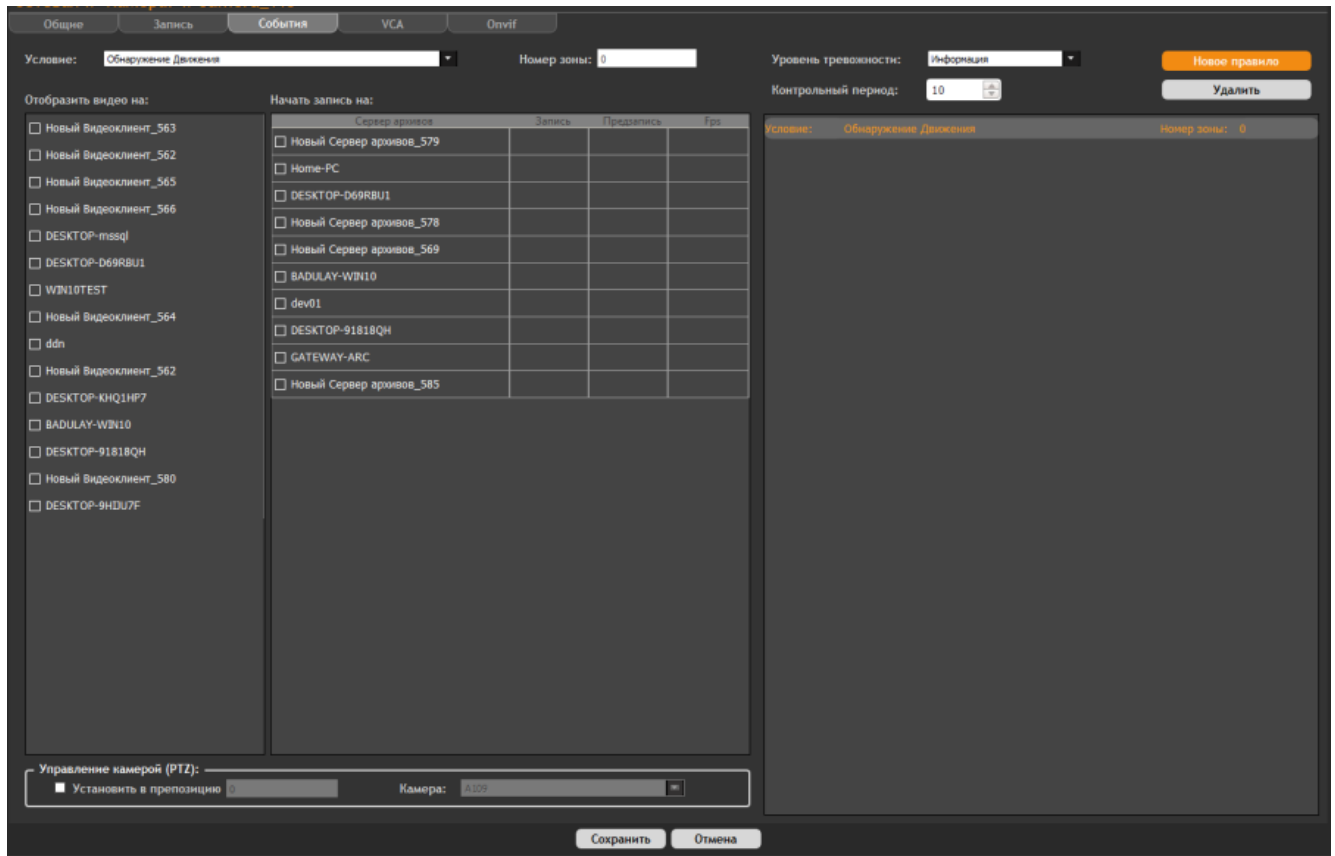 Общие Запись События VCA Onvif
Условие: Обнаружение Движения Номер зоны: 0 Уровень тревожности: Информация Новое правило
Контрольный период: 10 Удалить
Отобразить видео на: Начать запись на:
Сервер архивов Запись Предзапись Fps
Условие: Обнаружение Движения Номер зоны: 0
Новый Видеоклиент_563
Новый Видеоклиент_562
Новый Видеоклиент_565
Новый Видеоклиент_566
DESKTOP-mssql
DESKTOP-D69RBU1
WIN10TEST
Новый Видеоклиент_564
ddn
Новый Видеоклиент_562
DESKTOP-KHQ1HP7
BADULAY-WIN10
DESKTOP-91818QH
Новый Видеоклиент_580
DESKTOP-9HIJU7F
Новый Сервер архивов_579
Home-PC
DESKTOP-D69RBU1
Новый Сервер архивов_578
Новый Сервер архивов_569
BADULAY-WIN10
dev01
DESKTOP-91818QH
GATEWAY-ARC
Новый Сервер архивов_585
Управление камерой (PTZ):
Установить в препозицию 0 Камера: A109
Сохранить Отмена